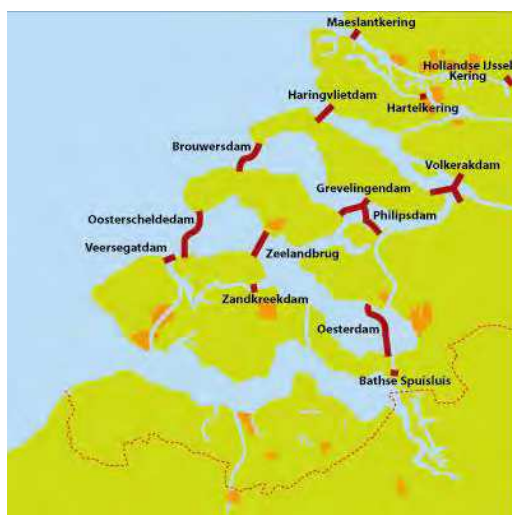 Maeslantkering
Hollandse IJssel
Kering
Haringvlietdam
Hartelkering
Brouwersdam
Volkerakdam
Grevelingendam
Oosterscheldedam
Philipsdam
Veersegatdam
Zeelandbrug
Zandkreekdam
Oesterdam
Bathse Spuisluis